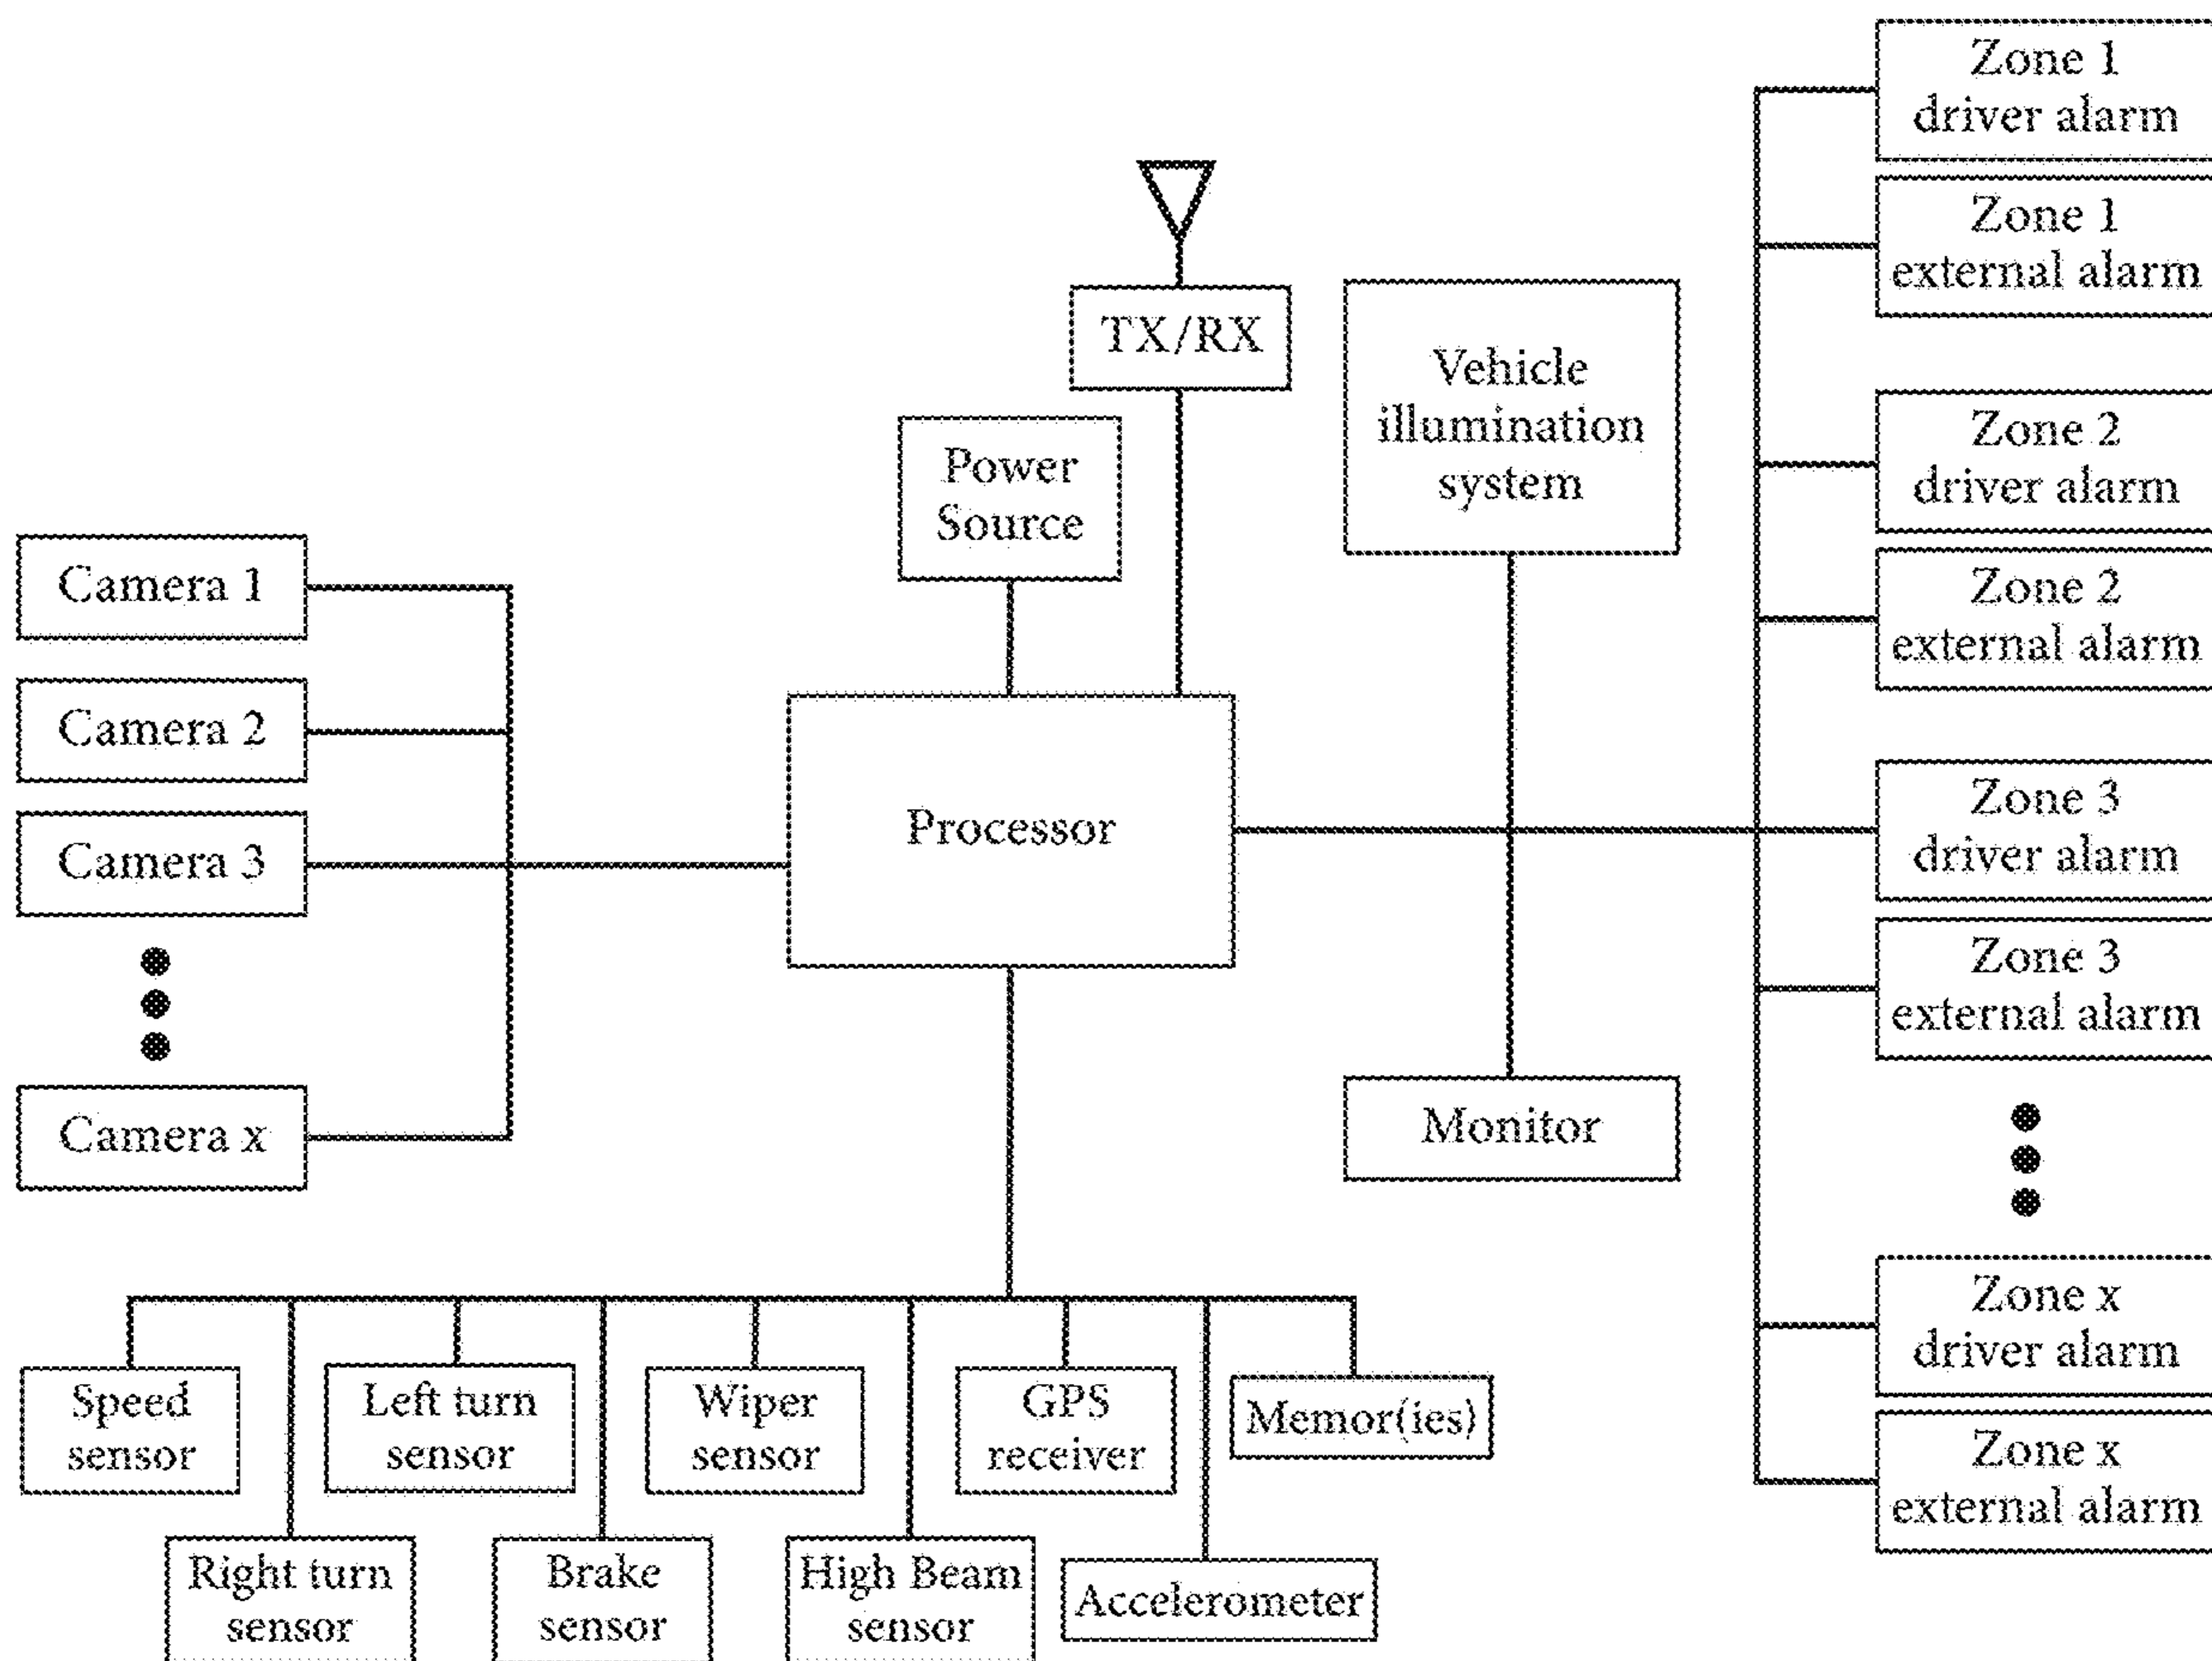 Zone 1
driver alarm
Zone 1
external alarm
TX/RX
Vehicle
illumination
system
Power
Source
Zone 2
driver alarm
Zone 2
external alarm
Camera 1
Camera 2
Camera 3
Camera x
Processor
Zone 3
driver alarm
Zone 3
external alarm
Monitor
Zone x
driver alarm
Zone x
external alarm
Speed
sensor
Left turn
sensor
Wiper
sensor
GPS
receiver
Memor(ies)
Right turn
sensor
Brake
sensor
High Beam
sensor
Accelerometer